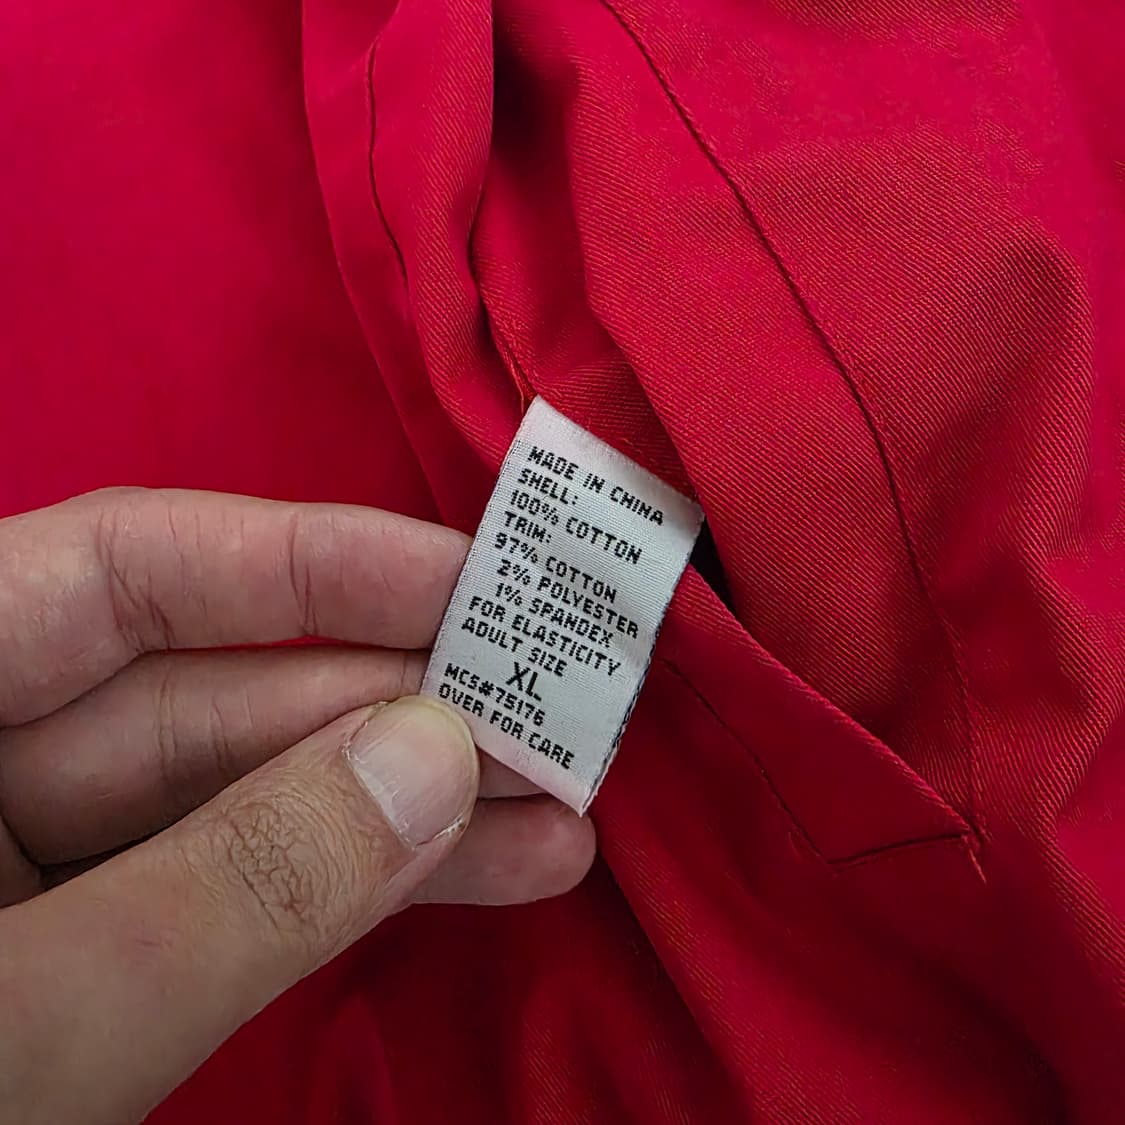 MADE IN CHINA
SHELL:
100% COTTON
TRIM:
97% COTTON
2% POLYESTER
1% SPANDEX
FOR ELASTICITY
ADULT SIZE
XL
MCS#75176
OVER FOR CARE